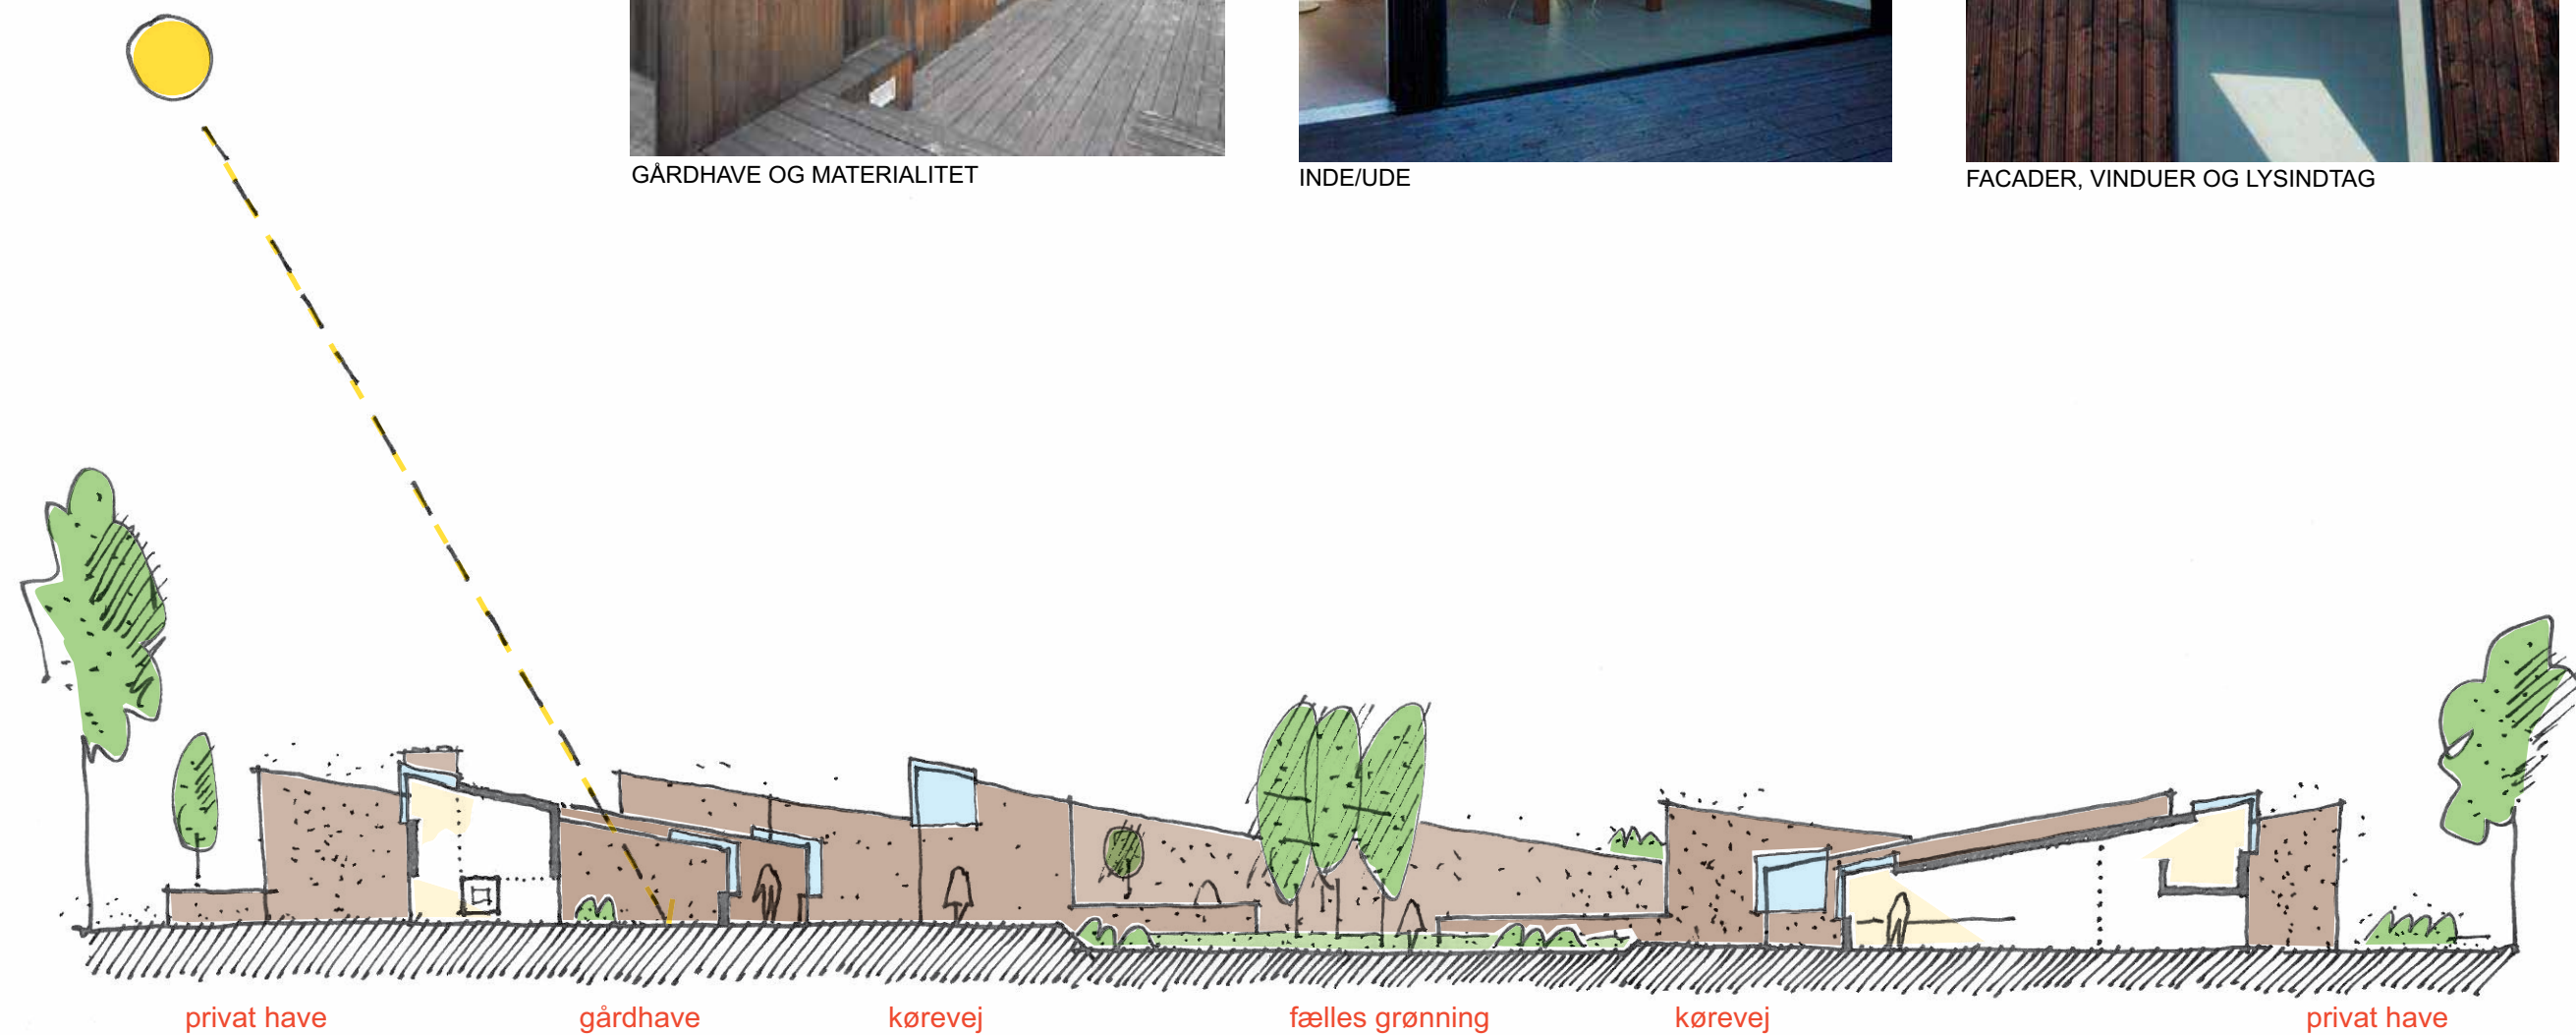 GÅRDHAVE OG MATERIALITET
INDE/UDE
FACADER, VINDUER OG LYSINDTAG
privat have
gårdhave
kørevej
fælles grønning
kørevej
privat have